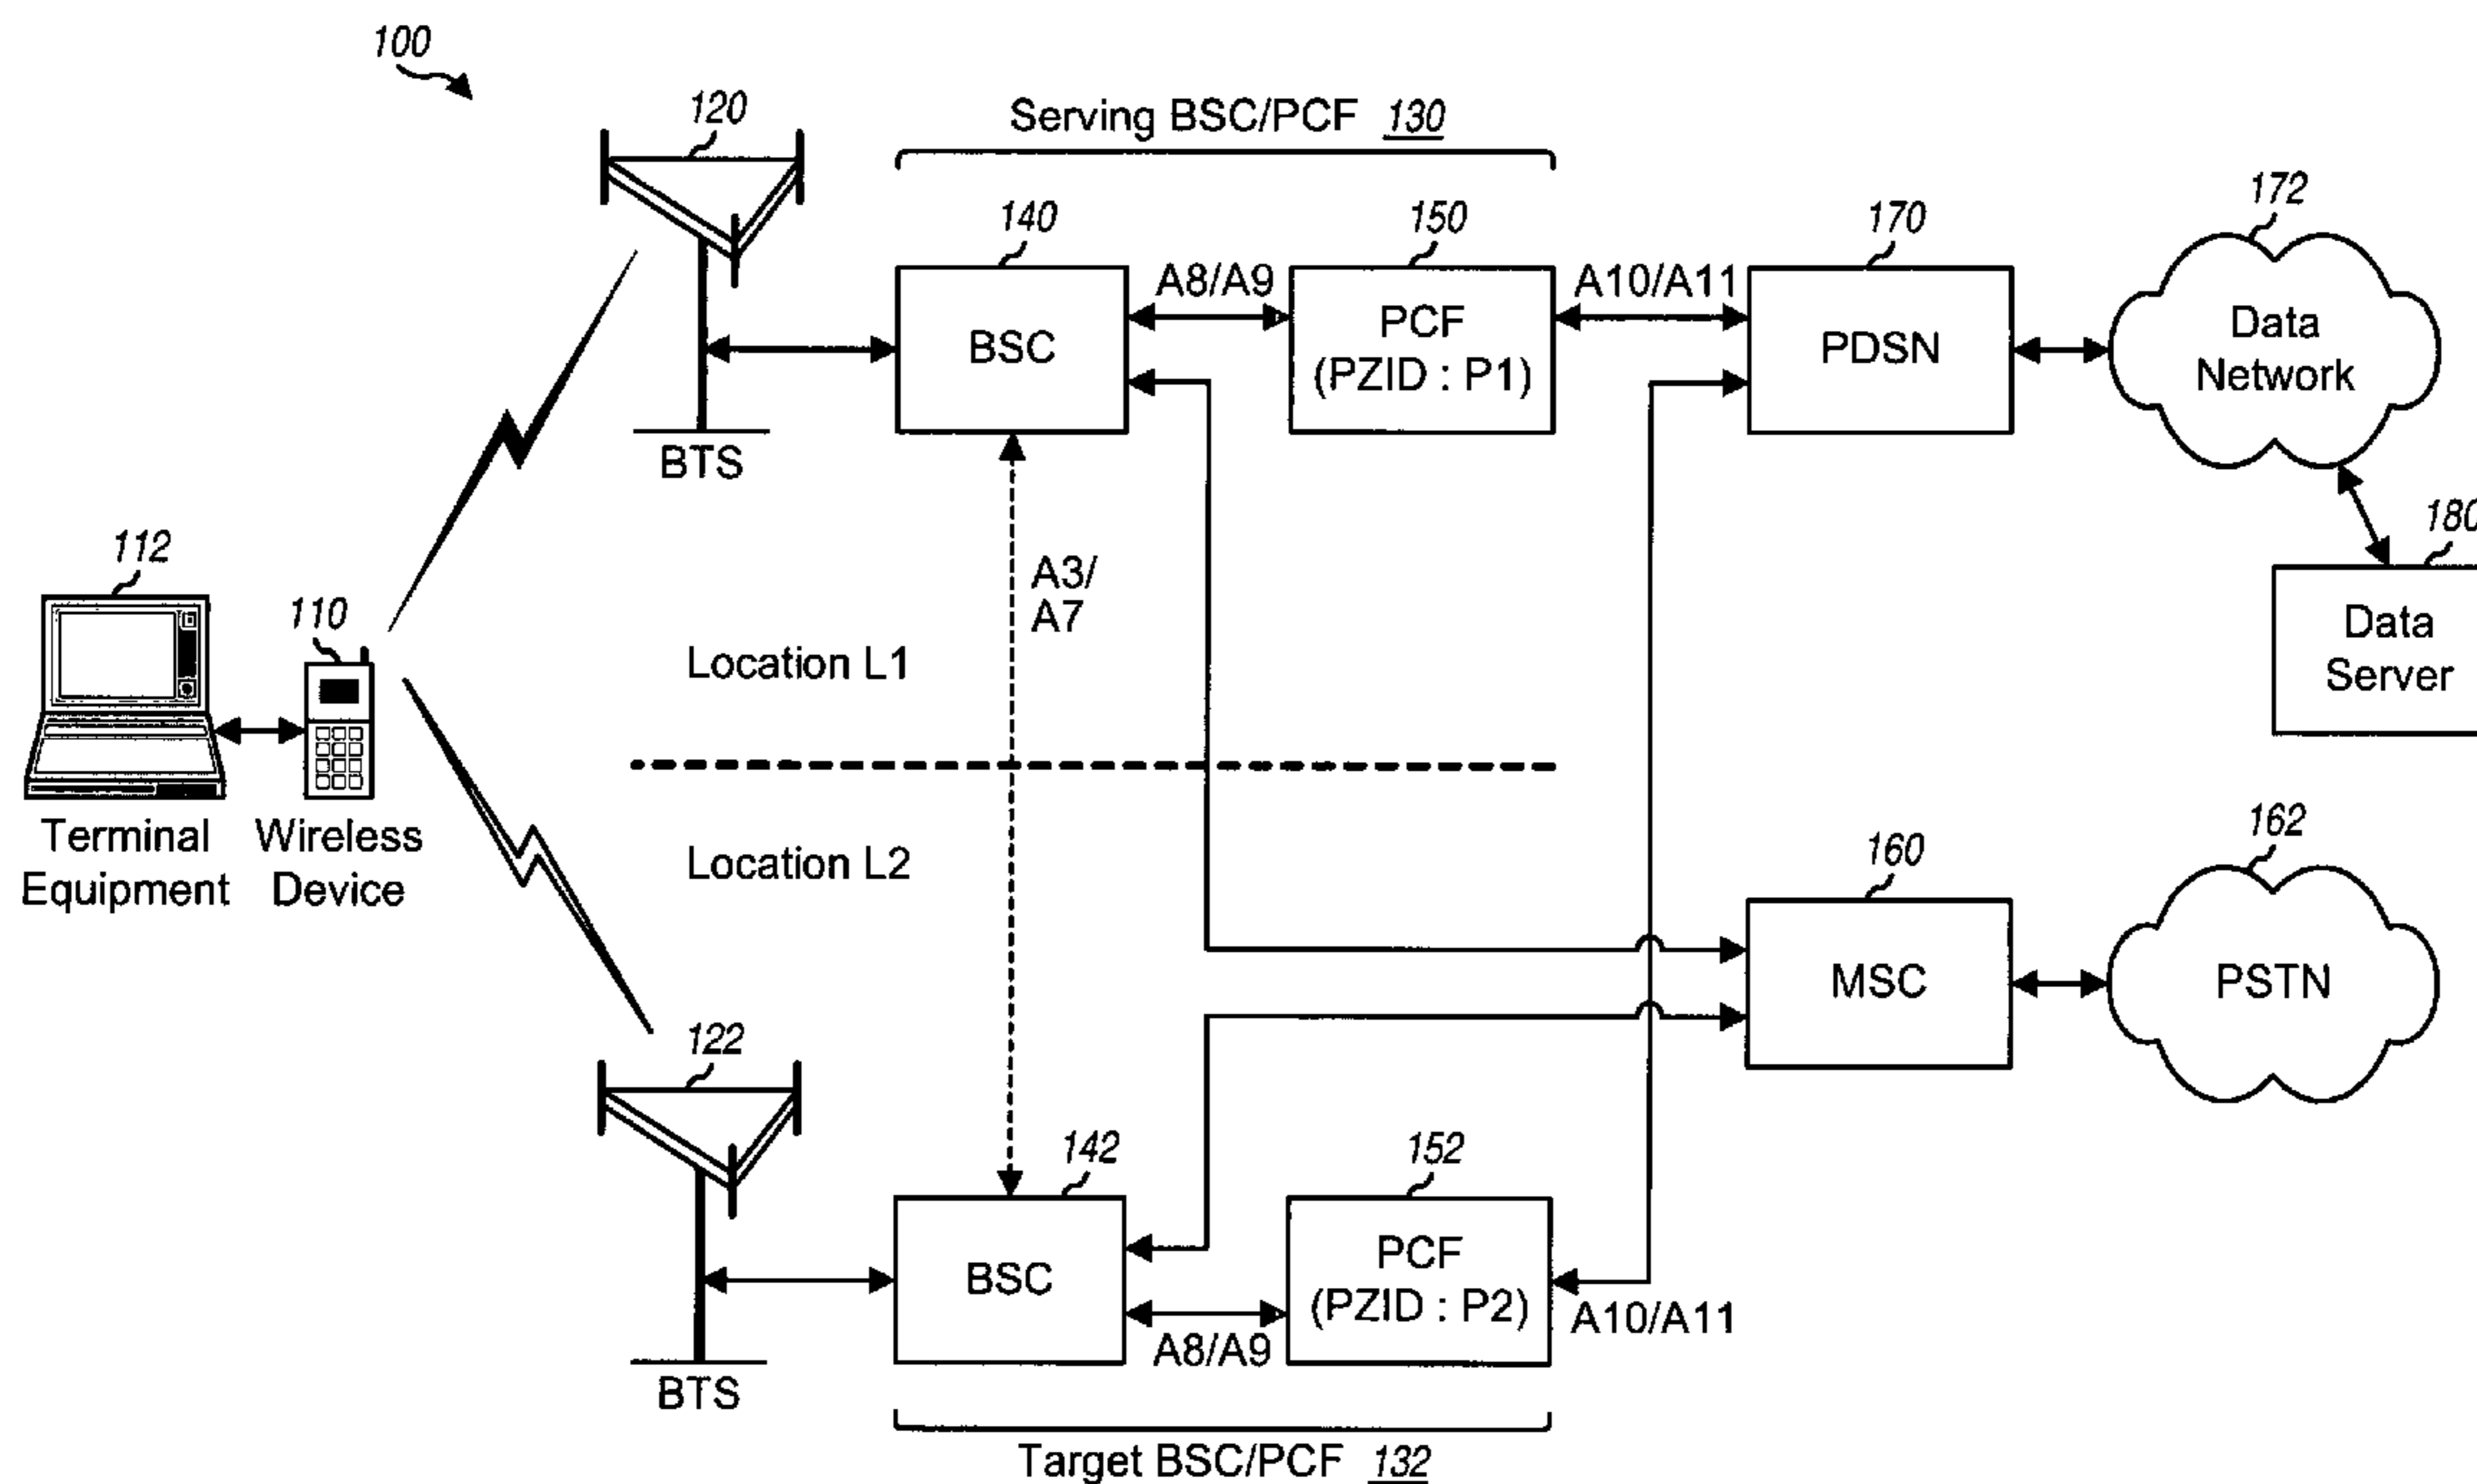 100
120
Serving BSC/PCF 130
140
150
170
172
BSC
A8/A9
PCF
(PZID : P1)
A10/A11
PDSN
Data
Network
BTS
180
Data
Server
112
110
A3/
A7
Location L1
Terminal
Equipment
Wireless
Device
Location L2
160
162
MSC
PSTN
122
142
152
BSC
A8/A9
PCF
(PZID : P2)
A10/A11
BTS
Target BSC/PCF 132